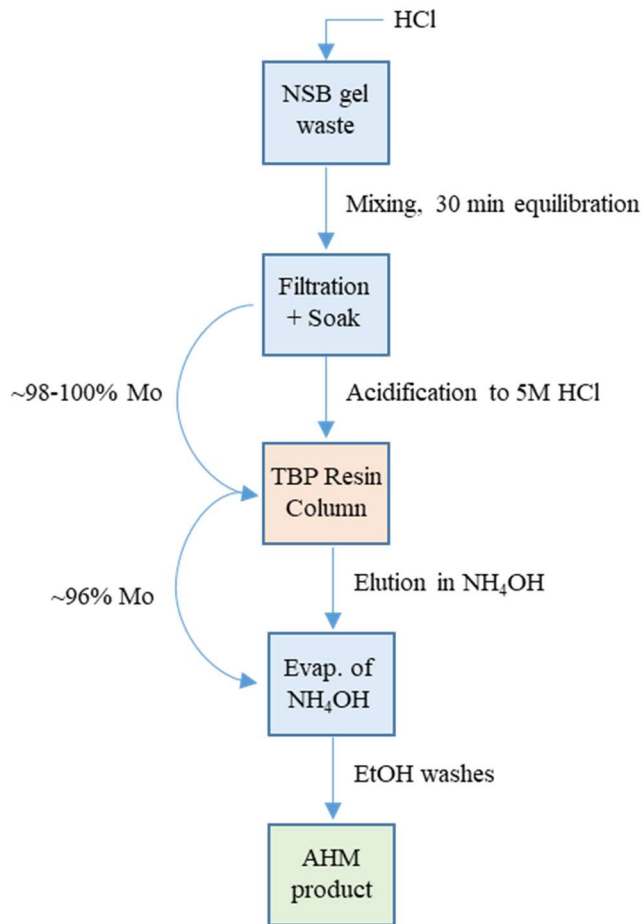 HCl
NSB gel
waste
Mixing, 30 min equilibration
Filtration
+ Soak
~98-100% Mo
Acidification to 5M HCl
TBP Resin
Column
Elution in NH₄OH
~96% Mo
Evap. of
NH₄OH
EtOH washes
AHM
product